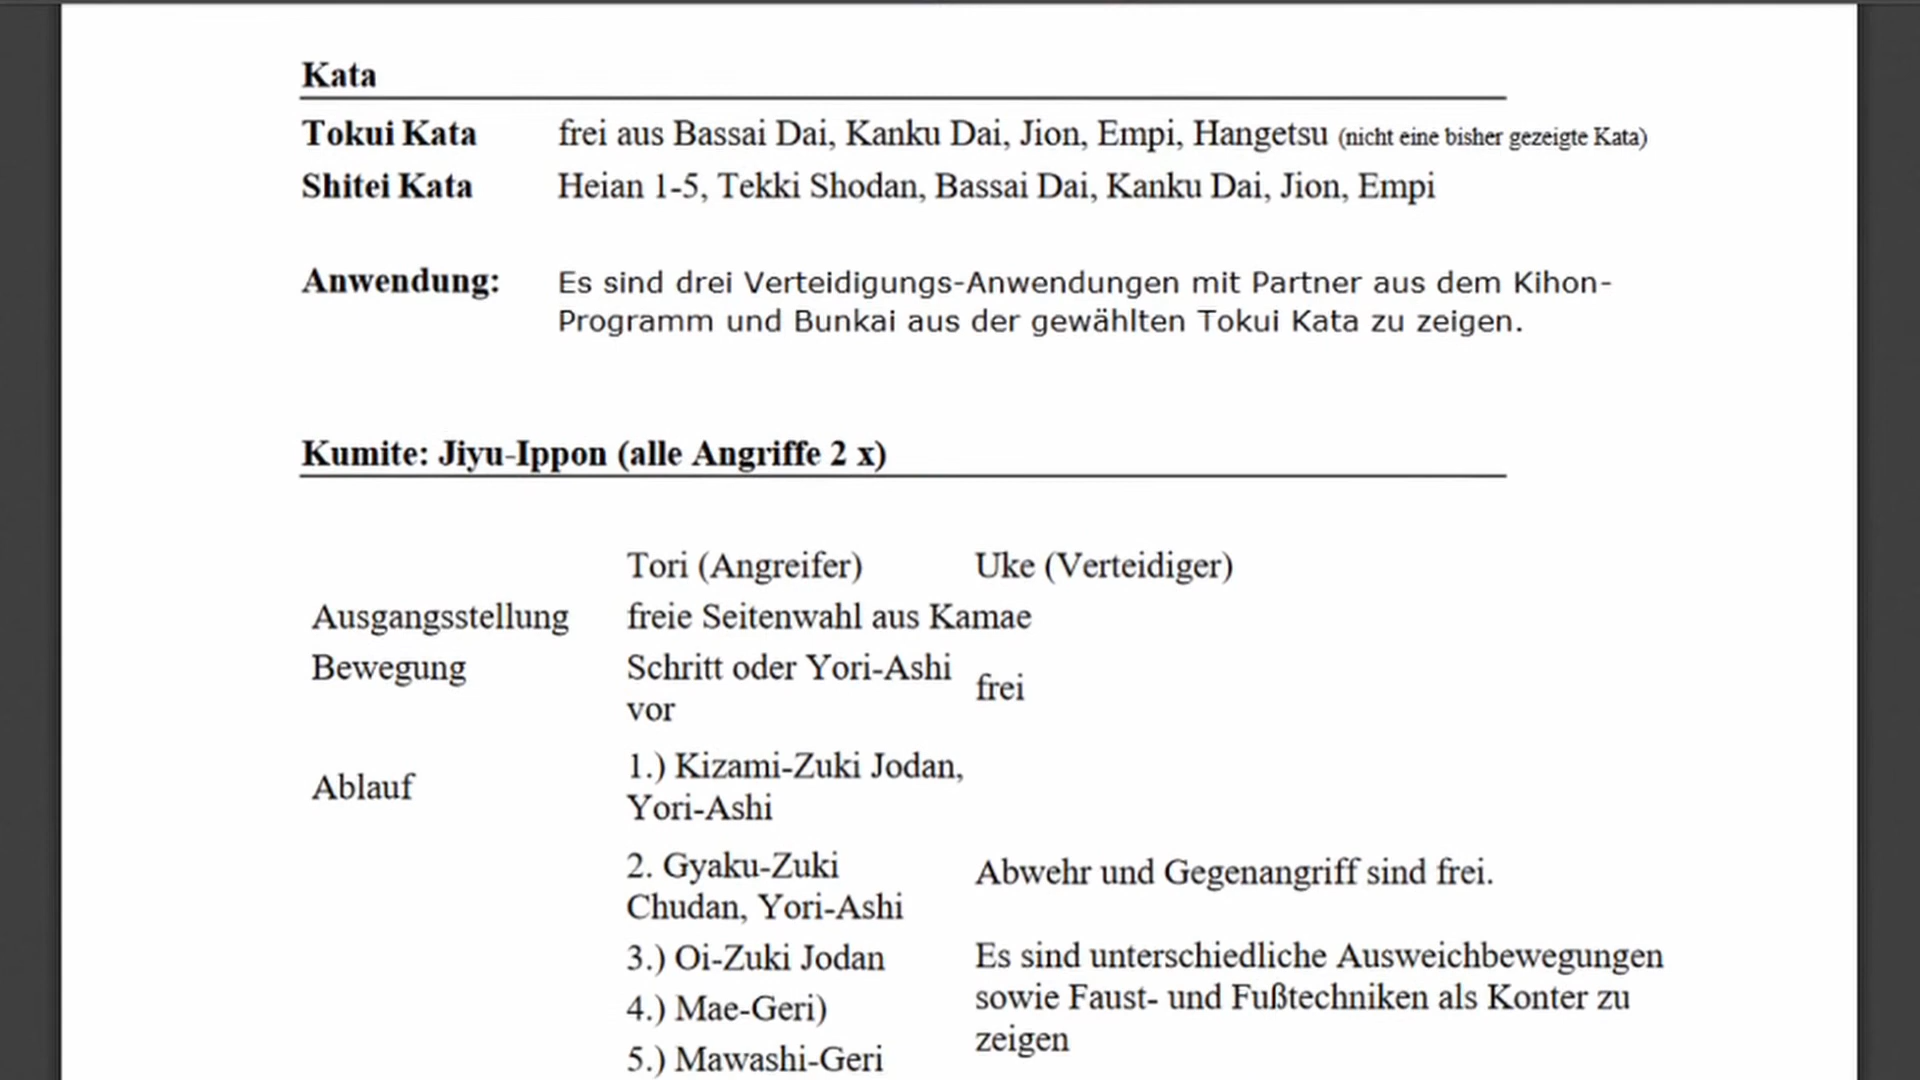 Kata
Tokui Kata frei aus Bassai Dai, Kanku Dai, Jion, Empi, Hangetsu (nicht eine bisher gezeigte Kata)
Shitei Kata Heian 1-5, Tekki Shodan, Bassai Dai, Kanku Dai, Jion, Empi
Anwendung: Es sind drei Verteidigungs-Anwendungen mit Partner aus dem Kihon-
Programm und Bunkai aus der gewählten Tokui Kata zu zeigen.
Kumite: Jiyu-Ippon (alle Angriffe 2 x)
Tori (Angreifer) Uke (Verteidiger)
Ausgangsstellung freie Seitenwahl aus Kamae
Bewegung Schritt oder Yori-Ashi
vor
frei
Ablauf
1.) Kizami-Zuki Jodan,
Yori-Ashi
2. Gyaku-Zuki
Chudan, Yori-Ashi
Abwehr und Gegenangriff sind frei.
3.) Oi-Zuki Jodan
4.) Mae-Geri)
5.) Mawashi-Geri
Es sind unterschiedliche Ausweichbewegungen
sowie Faust- und Fußtechniken als Konter zu
zeigen